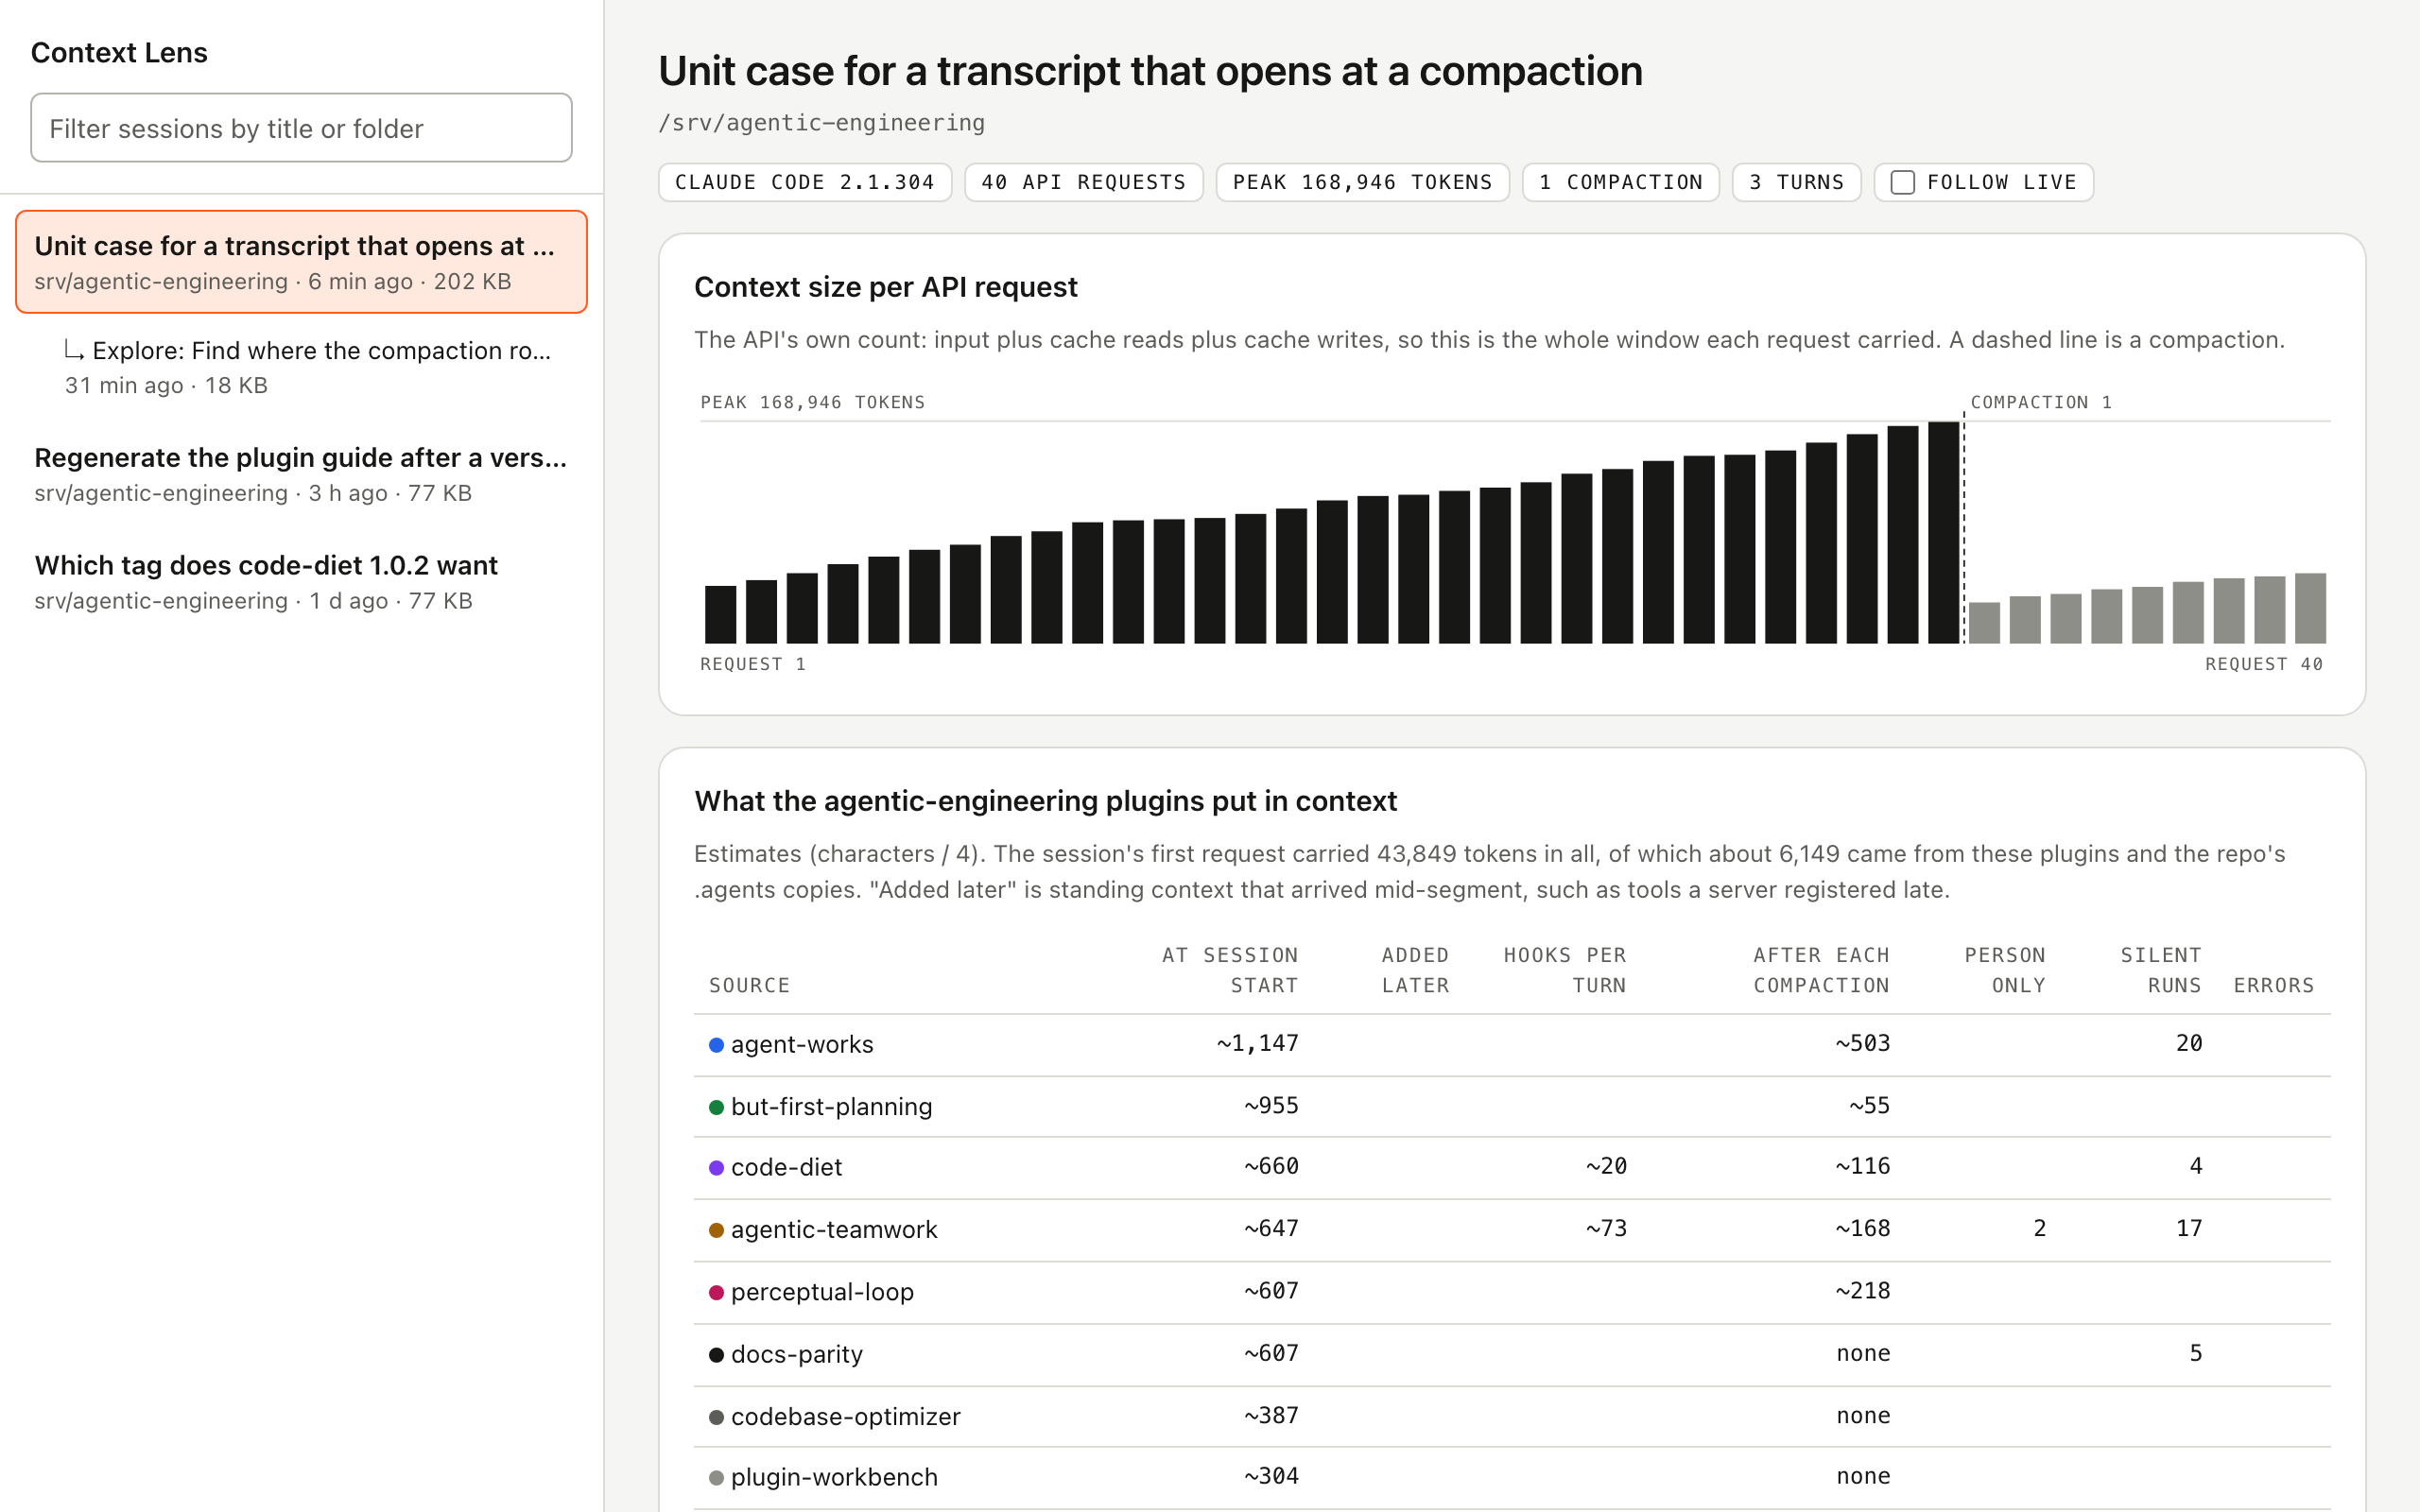 Context Lens
Filter sessions by title or folder
Unit case for a transcript that opens at ...
srv/agentic-engineering · 6 min ago · 202 KB
Explore: Find where the compaction ro...
31 min ago · 18 KB
Regenerate the plugin guide after a vers...
srv/agentic-engineering · 3 h ago · 77 KB
Which tag does code-diet 1.0.2 want
srv/agentic-engineering · 1 d ago · 77 KB
Unit case for a transcript that opens at a compaction
/srv/agentic-engineering
CLAUDE CODE 2.1.304
40 API REQUESTS
PEAK 168,946 TOKENS
1 COMPACTION
3 TURNS
FOLLOW LIVE
Context size per API request
The API's own count: input plus cache reads plus cache writes, so this is the whole window each request carried. A dashed line is a compaction.
PEAK 168,946 TOKENS
COMPACTION 1
REQUEST 1
REQUEST 40
What the agentic-engineering plugins put in context
Estimates (characters / 4). The session's first request carried 43,849 tokens in all, of which about 6,149 came from these plugins and the repo's
.agents copies. "Added later" is standing context that arrived mid-segment, such as tools a server registered late.
SOURCE AT SESSION START ADDED LATER HOOKS PER TURN AFTER EACH COMPACTION PERSON ONLY SILENT RUNS ERRORS
agent-works ~1,147 ~503 20
but-first-planning ~955 ~55
code-diet ~660 ~20 ~116 4
agentic-teamwork ~647 ~73 ~168 2 17
perceptual-loop ~607 ~218
docs-parity ~607 none 5
codebase-optimizer ~387 none
plugin-workbench ~304 none